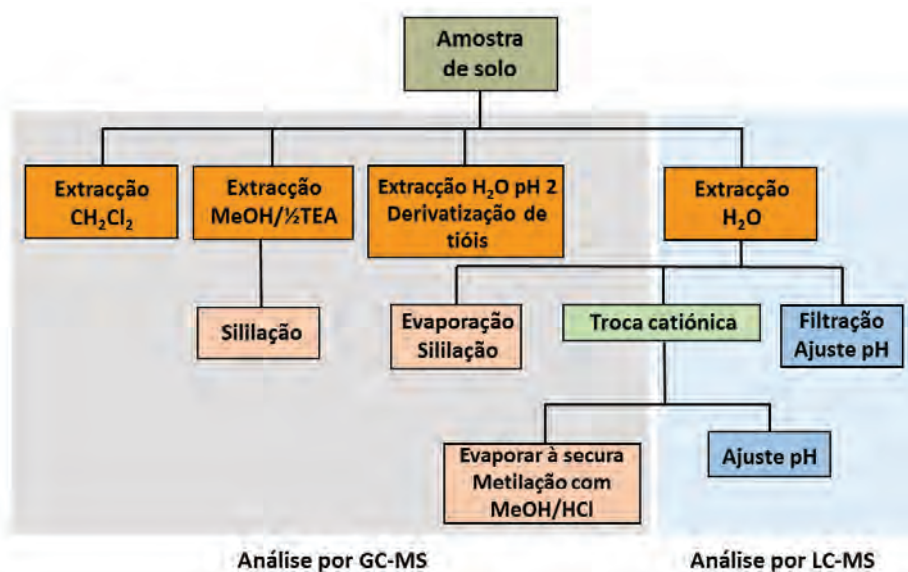 Amostra
de solo
Extracção
CH₂Cl₂
Extracção
MeOH/½TEA
Extracção H₂O pH 2
Derivatização de
tióis
Extracção
H₂O
Sililação
Evaporação
Sililação
Troca catiónica
Filtração
Ajuste pH
Evaporar à secura
Metilação com
MeOH/HCl
Ajuste pH
Análise por GC-MS
Análise por LC-MS